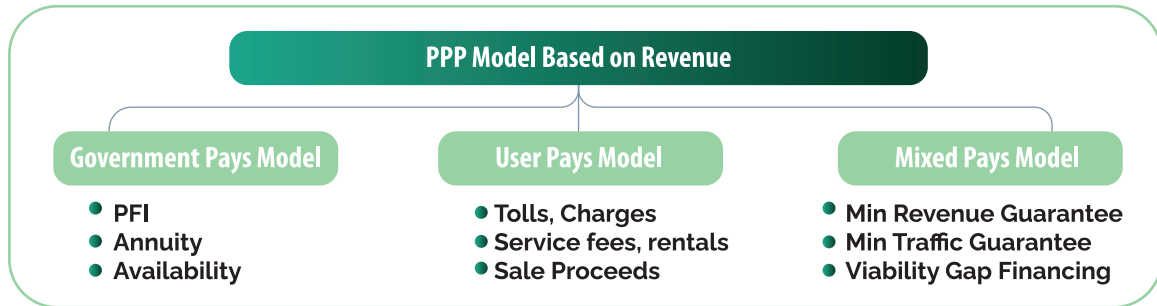 PPP Model Based on Revenue
Government Pays Model
PFI
Annuity
Availability
User Pays Model
Tolls, Charges
Service fees, rentals
Sale Proceeds
Mixed Pays Model
Min Revenue Guarantee
Min Traffic Guarantee
Viability Gap Financing